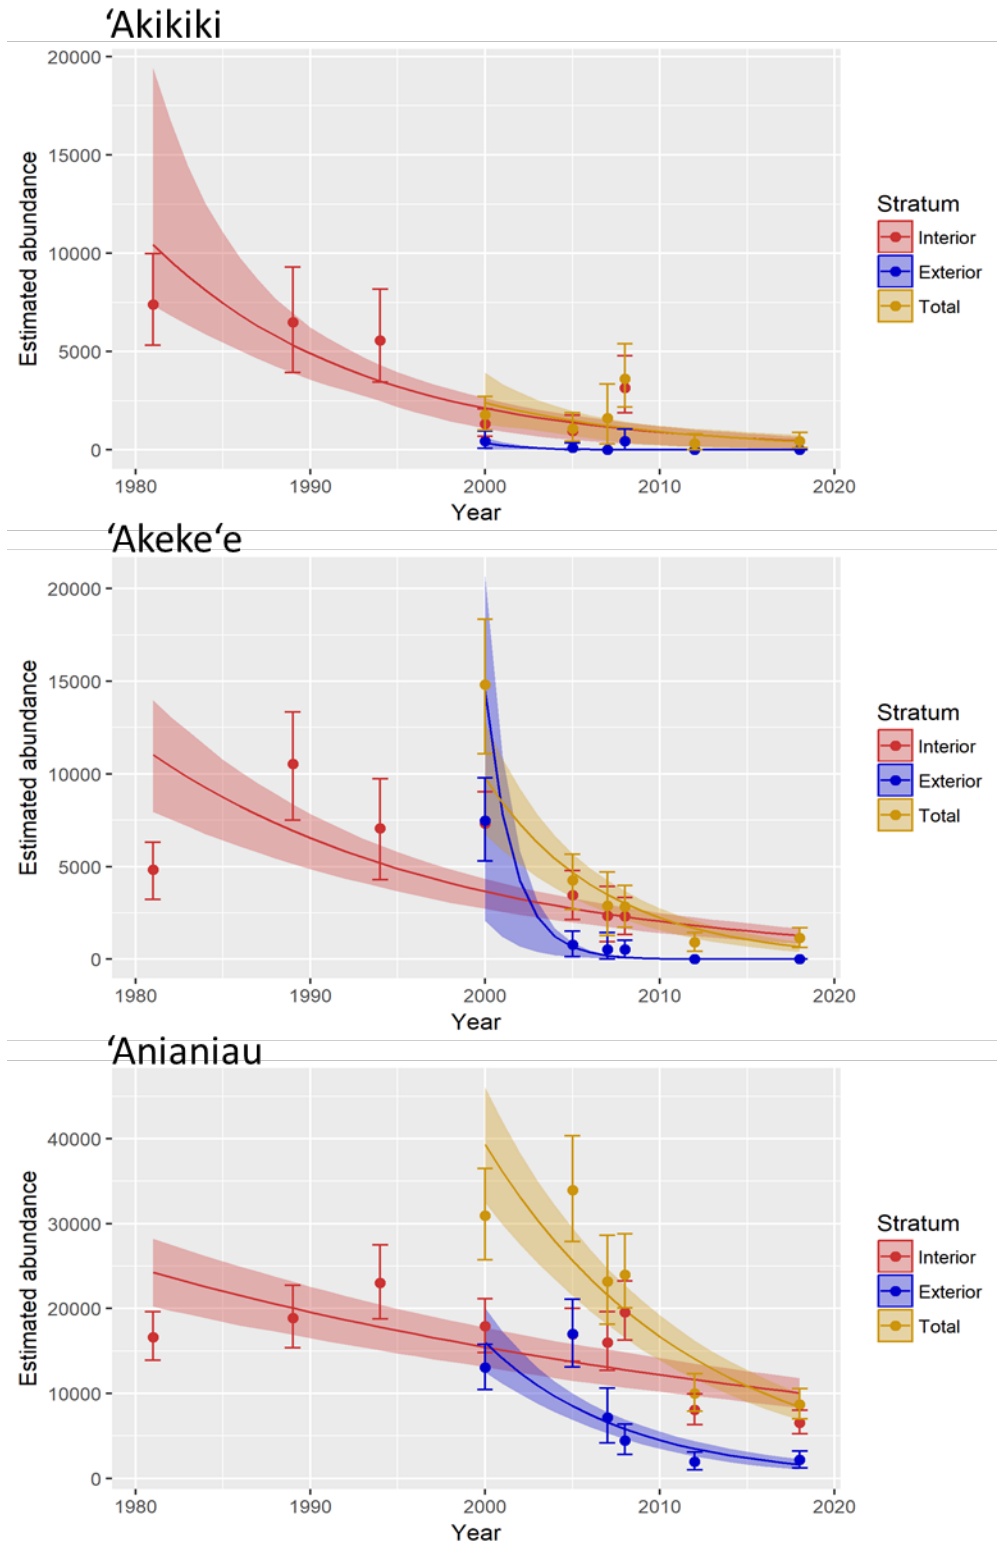 ‘Akikiki
20000
15000
10000
5000
0
Estimated abundance
1980 1990 2000 2010 2020
Year
Stratum
Interior
Exterior
Total
‘Akeke‘e
20000
15000
10000
5000
0
Estimated abundance
1980 1990 2000 2010 2020
Year
Stratum
Interior
Exterior
Total
‘Anianiau
40000
30000
20000
10000
0
Estimated abundance
1980 1990 2000 2010 2020
Year
Stratum
Interior
Exterior
Total